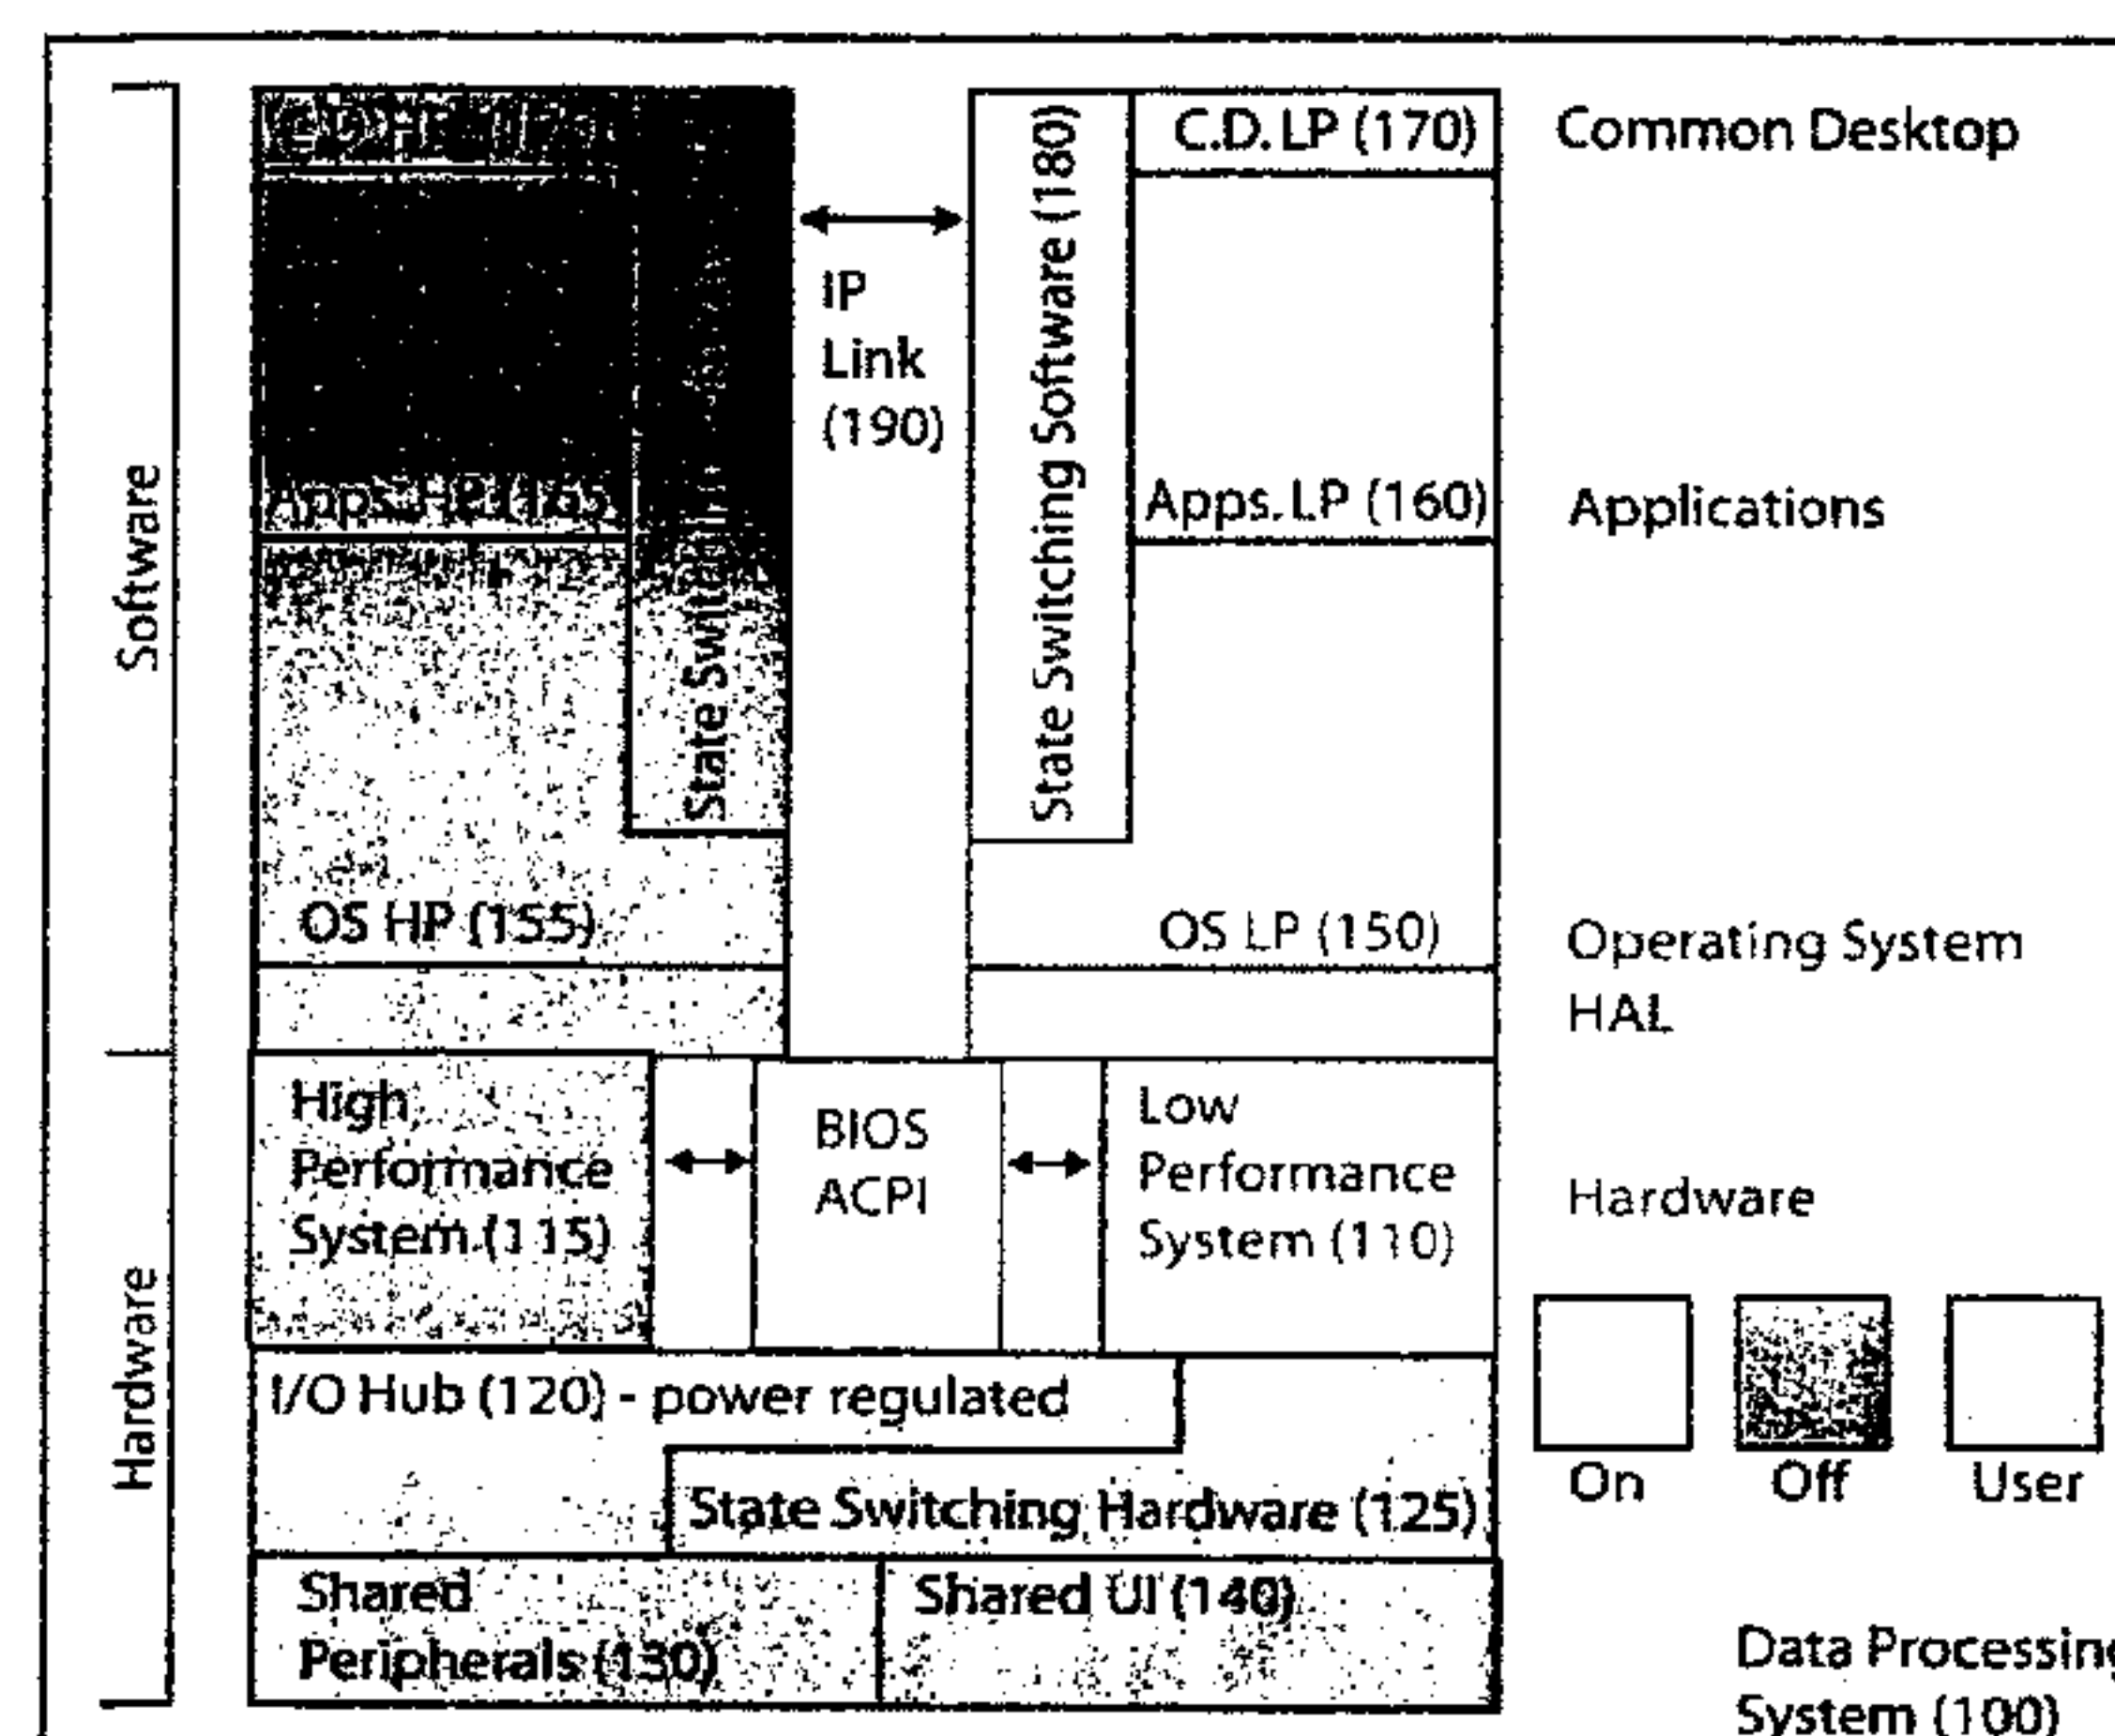 C.D. LP (170)
Common Desktop
IP
Link
(190)
State Switching Software (180)
Apps. LP (160)
Applications
Software
Apps. HP
State
OS HP (155)
OS LP (150)
Operating System
HAL
High
Performance
System (115)
BIOS
ACPI
Low
Performance
System (110)
Hardware
Hardware
I/O Hub (120) - power regulated
State Switching Hardware (125)
On
Off
User
Shared
Peripherals (130)
Shared UI (140)
Data Processing
System (100)